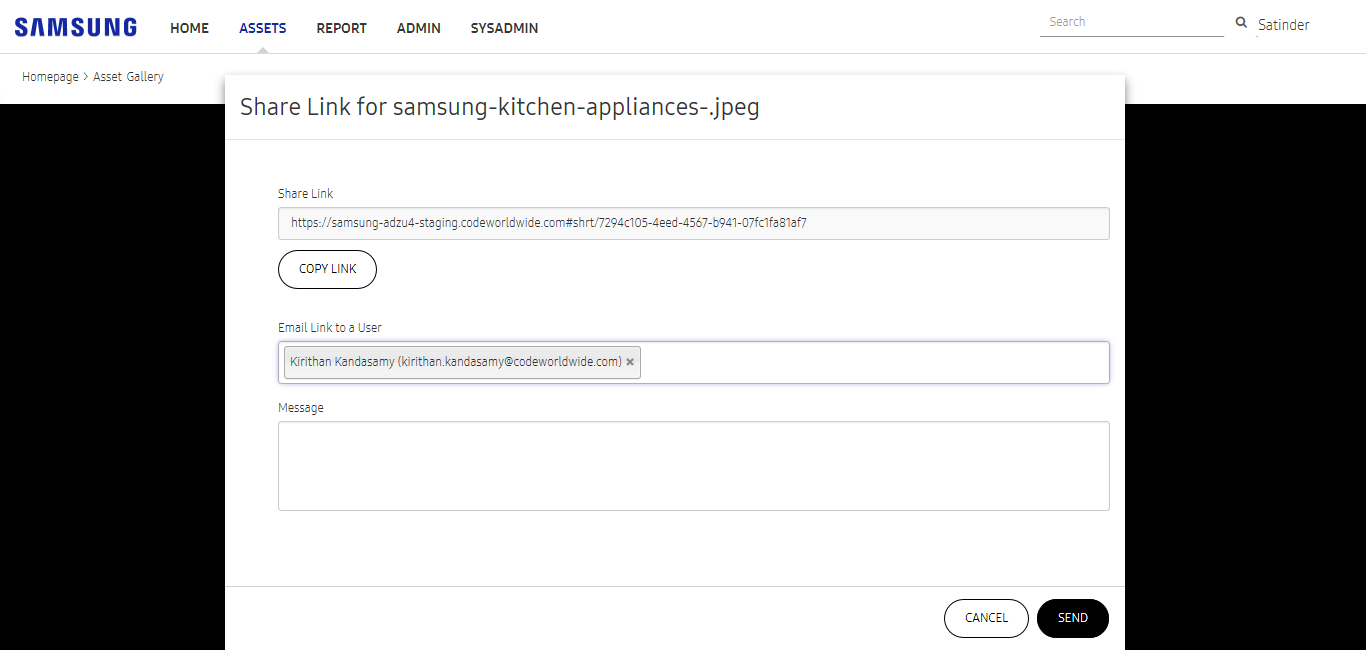 SAMSUNG HOME ASSETS REPORT ADMIN SYSADMIN Search Satinder
Homepage > Asset Gallery
Share Link for samsung-kitchen-appliances-.jpeg
Share Link
https://samsung-adzu4-staging.codeworldwide.com#shrt/7294c105-4eed-4567-b941-07fc1fa81af7
COPY LINK
Email Link to a User
Kirithan Kandasamy (kirithan.kandasamy@codeworldwide.com) ×
Message
CANCEL SEND